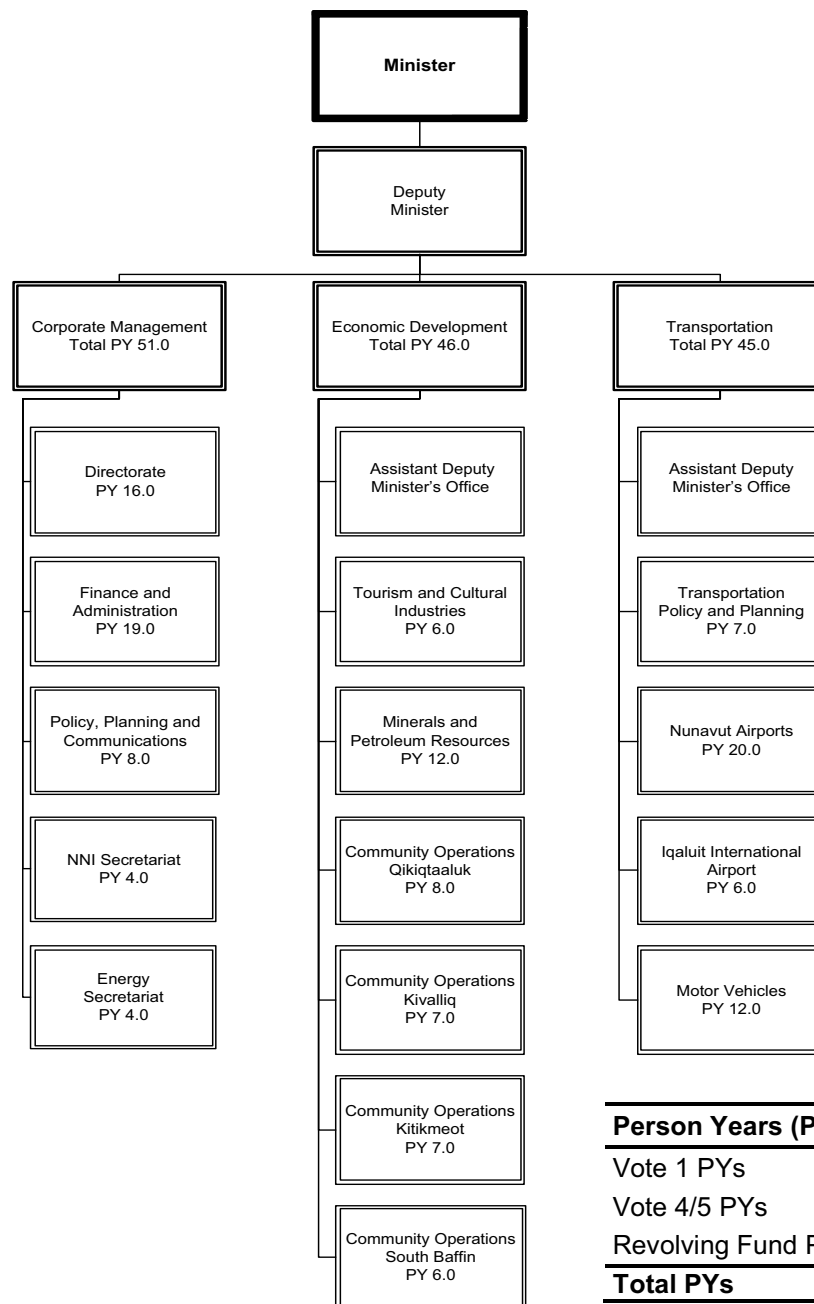 Minister
Deputy
Minister
Corporate Management
Total PY 51.0
Economic Development
Total PY 46.0
Transportation
Total PY 45.0
Directorate
PY 16.0
Finance and
Administration
PY 19.0
Policy, Planning and
Communications
PY 8.0
NNI Secretariat
PY 4.0
Energy
Secretariat
PY 4.0
Assistant Deputy
Minister's Office
Tourism and Cultural
Industries
PY 6.0
Minerals and
Petroleum Resources
PY 12.0
Community Operations
Qikiqtaaluk
PY 8.0
Community Operations
Kivalliq
PY 7.0
Community Operations
Kitikmeot
PY 7.0
Community Operations
South Baffin
PY 6.0
Assistant Deputy
Minister's Office
Transportation
Policy and Planning
PY 7.0
Nunavut Airports
PY 20.0
Iqaluit International
Airport
PY 6.0
Motor Vehicles
PY 12.0
Person Years (P
Vote 1 PYs
Vote 4/5 PYs
Revolving Fund P
Total PYs